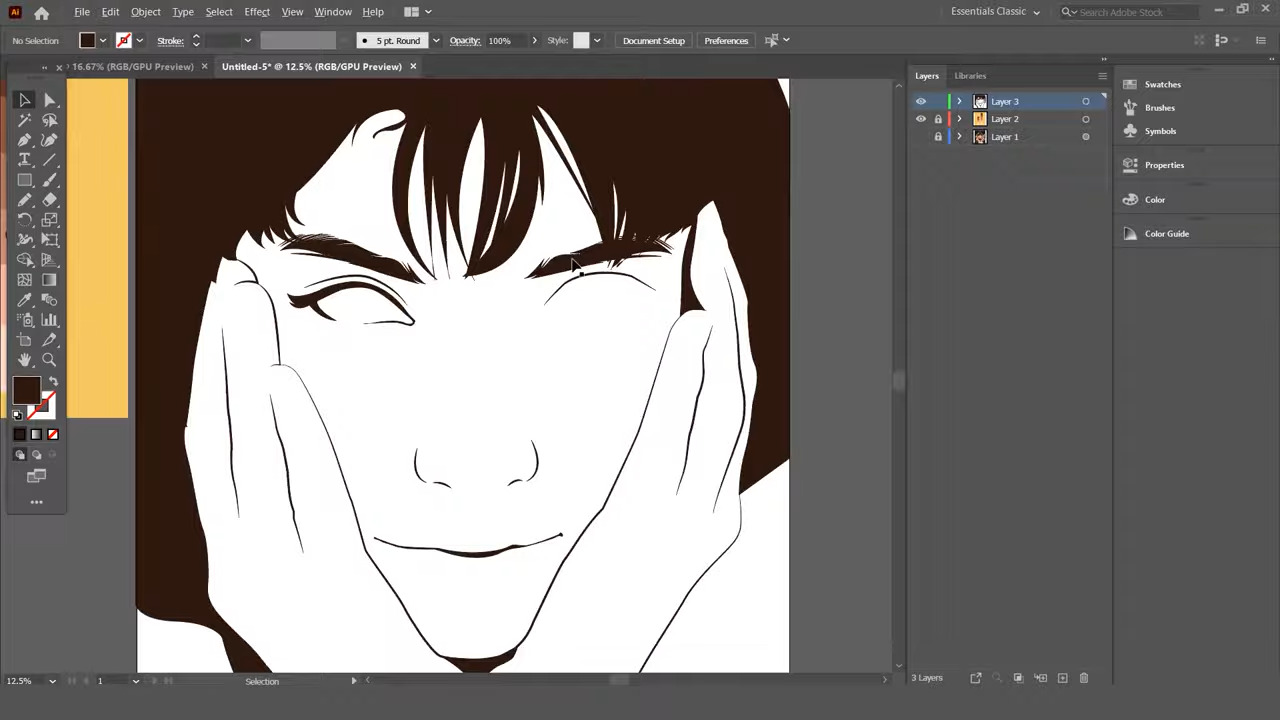 Ai File Edit Object Type Select Effect View Window Help Essentials Classic Search Adobe Stock
No Selection Stroke: 5 pt. Round Opacity: 100% Style: Document Setup Preferences
16.67% (RGB/GPU Preview) × Untitled-5* @ 12.5% (RGB/GPU Preview) ×
Layers Libraries
Layer 3
Layer 2
Layer 1
Swatches
Brushes
Symbols
Properties
Color
Color Guide
12.5% 1 Selection 3 Layers